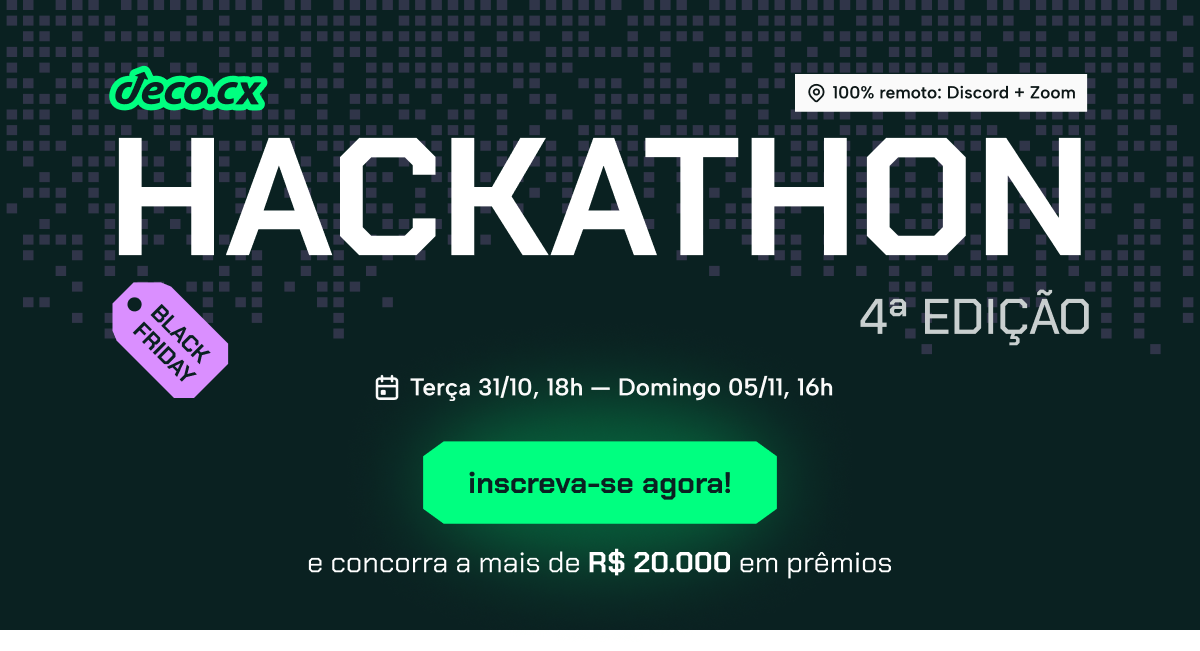 deco.cx
100% remoto: Discord + Zoom
HACKATHON
BLACK
FRIDAY
4ª EDIÇÃO
Terça 31/10, 18h — Domingo 05/11, 16h
inscreva-se agora!
e concorra a mais de R$ 20.000 em prêmios